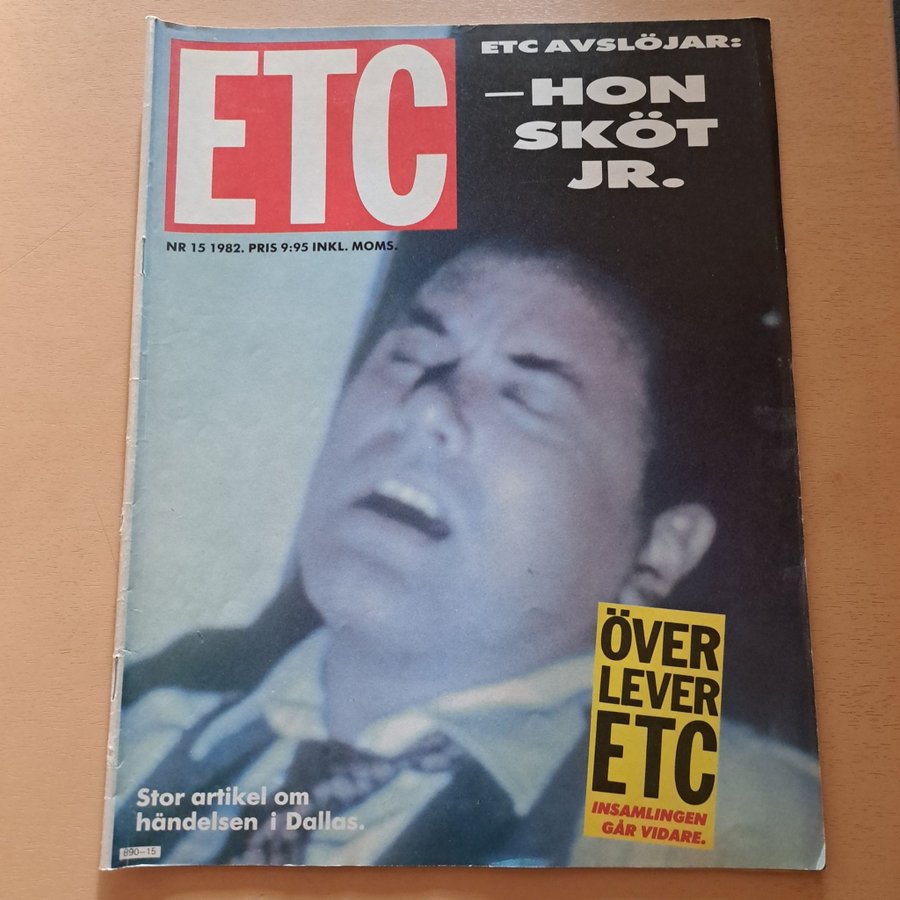 ETC
ETC AVSLÖJAR:
—HON
SKÖT
JR.
NR 15 1982. PRIS 9:95 INKL. MOMS.
ÖVER
LEVER
ETC
INSAMLINGEN
GÅR VIDARE.
Stor artikel om
händelsen i Dallas.
890-15